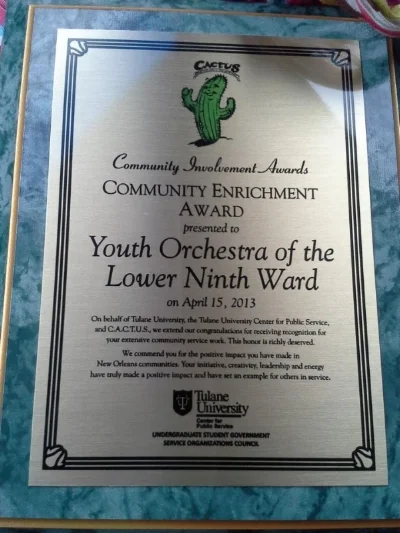 CACTUS
Community Involvement Awards
COMMUNITY ENRICHMENT
AWARD
presented to
Youth Orchestra of the
Lower Ninth Ward
on April 15, 2013
On behalf of Tulane University, the Tulane University Center for Public Service,
and C.A.C.T.U.S., we extend our congratulations for receiving recognition for
your extensive community service work. This honor is richly deserved.
We commend you for the positive impact you have made in
New Orleans communities. Your initiative, creativity, leadership and energy
have truly made a positive impact and have set an example for others in service.
Tulane
University
Center for
Public Service
UNDERGRADUATE STUDENT GOVERNMENT
SERVICE ORGANIZATIONS COUNCIL